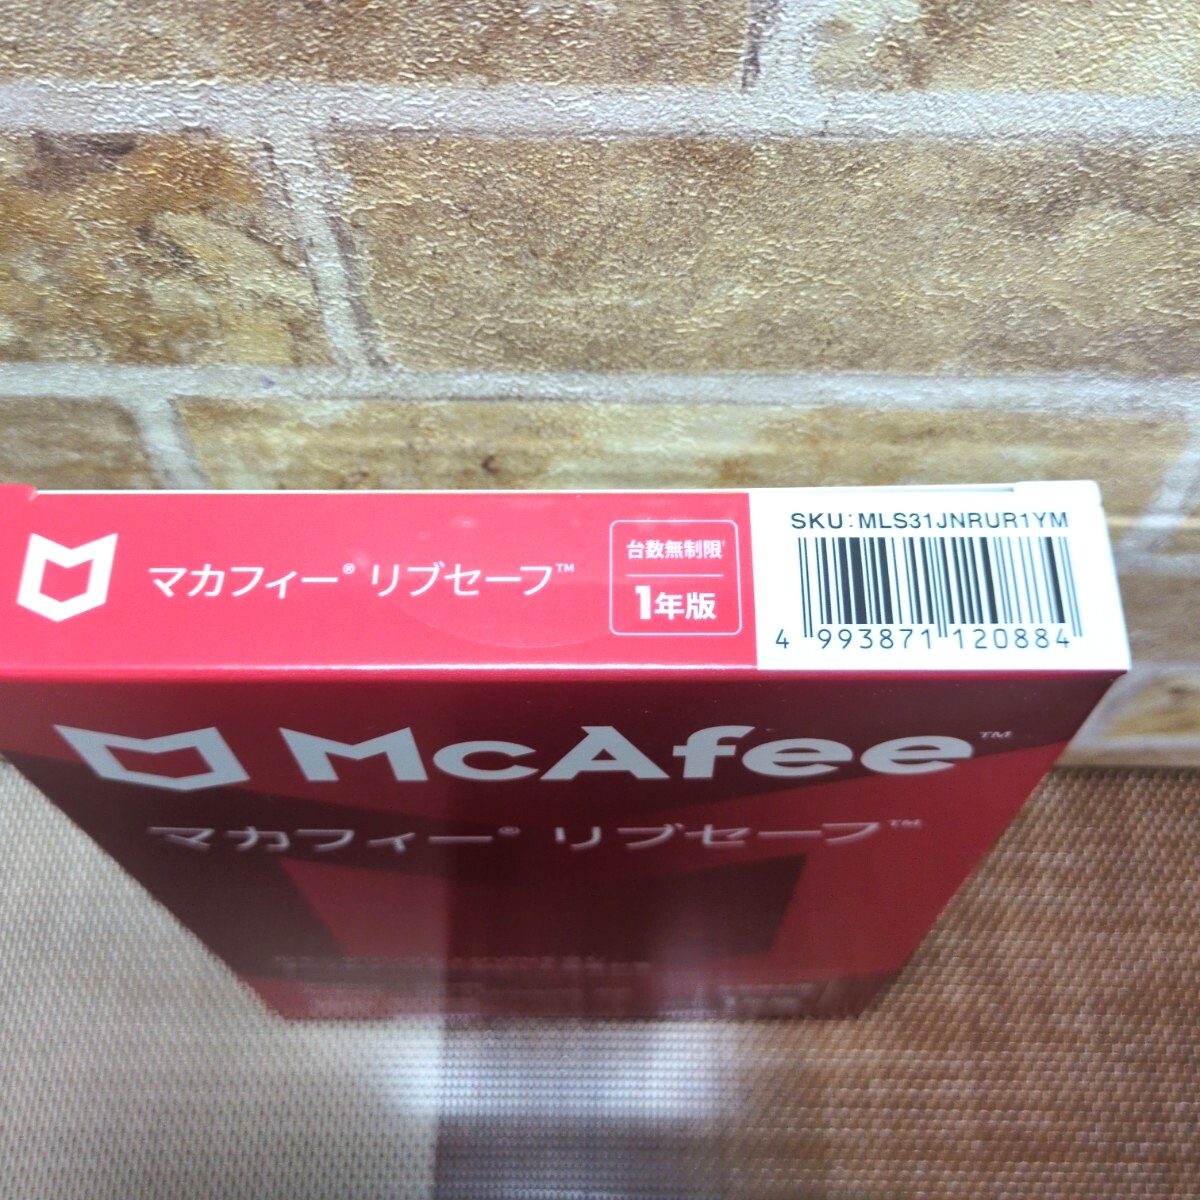 マカフィー® リブセーフ™
台数無制限†
1年版
SKU:MLS31JNRUR1YM
4 993871 120884
McAfee™
マカフィー® リブセーフ™